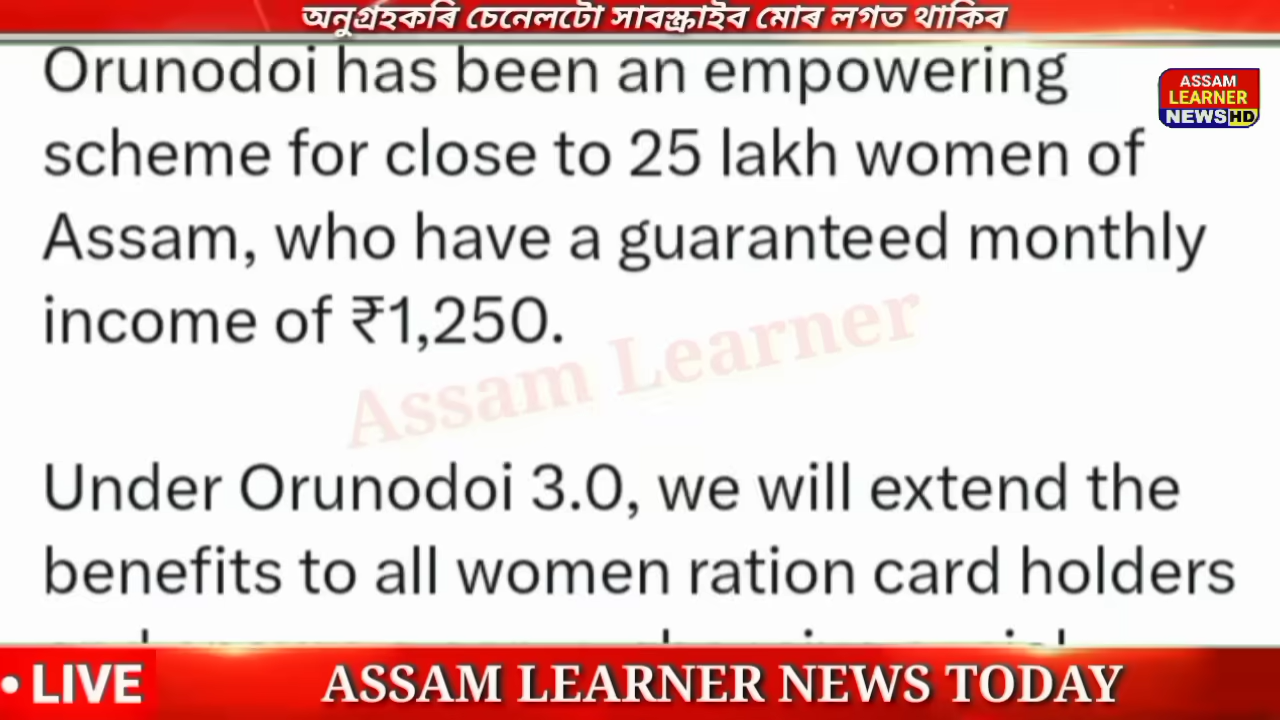 অনুগ্ৰহকৰি চেনেলটো সাবস্ক্ৰাইব মোৰ লগত থাকিব
Orunodoi has been an empowering
ASSAM
LEARNER
NEWS HD
scheme for close to 25 lakh women of
Assam, who have a guaranteed monthly
income of ₹1,250.
Assam Learner
Under Orunodoi 3.0, we will extend the
benefits to all women ration card holders
• LIVE
ASSAM LEARNER NEWS TODAY